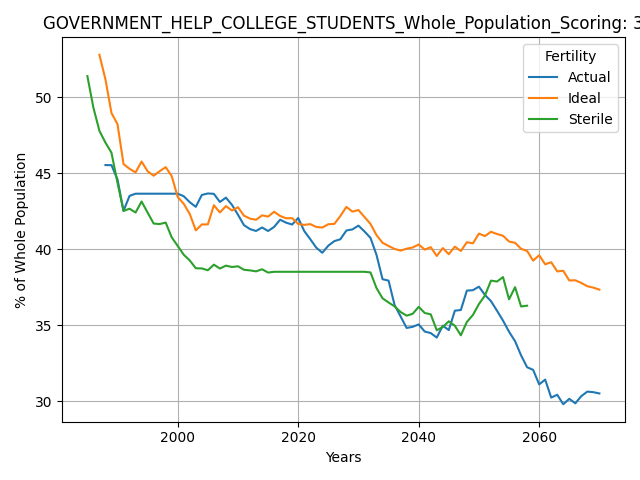 GOVERNMENT_HELP_COLLEGE_STUDENTS_Whole_Population_Scoring: 3
Fertility
Actual
Ideal
Sterile
% of Whole Population
50
45
40
35
30
2000
2020
2040
2060
Years